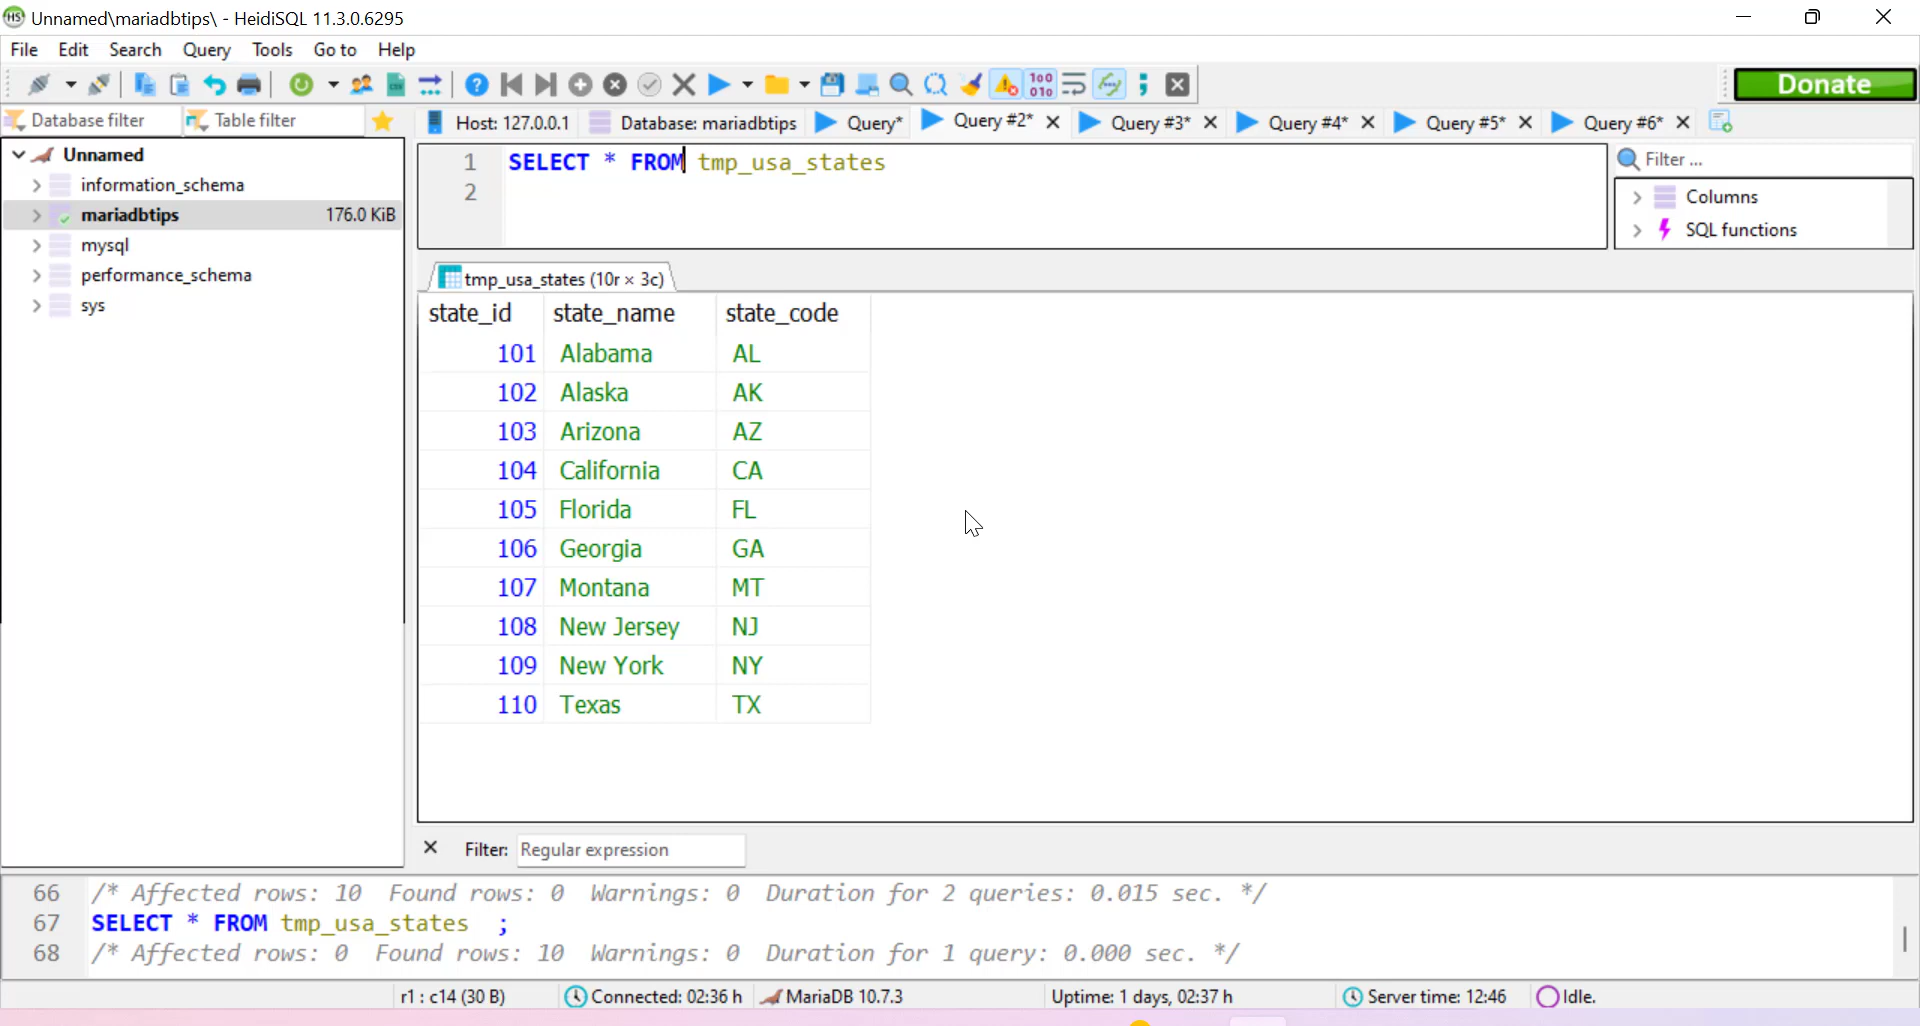 Unnamed\mariadbtips\ - HeidiSQL 11.3.0.6295
File Edit Search Query Tools Go to Help
Donate
Database filter Table filter Host: 127.0.0.1 Database: mariadbtips Query* Query #2* Query #3* Query #4* Query #5* Query #6*
Unnamed
information_schema
mariadbtips 176.0 KiB
mysql
performance_schema
sys
1 SELECT * FROM tmp_usa_states
2
Filter ...
Columns
SQL functions
tmp_usa_states (10r × 3c)
state_id state_name state_code
101 Alabama AL
102 Alaska AK
103 Arizona AZ
104 California CA
105 Florida FL
106 Georgia GA
107 Montana MT
108 New Jersey NJ
109 New York NY
110 Texas TX
Filter: Regular expression
66 /* Affected rows: 10 Found rows: 0 Warnings: 0 Duration for 2 queries: 0.015 sec. */
67 SELECT * FROM tmp_usa_states ;
68 /* Affected rows: 0 Found rows: 10 Warnings: 0 Duration for 1 query: 0.000 sec. */
r1 : c14 (30 B) Connected: 02:36 h MariaDB 10.7.3 Uptime: 1 days, 02:37 h Server time: 12:46 Idle.